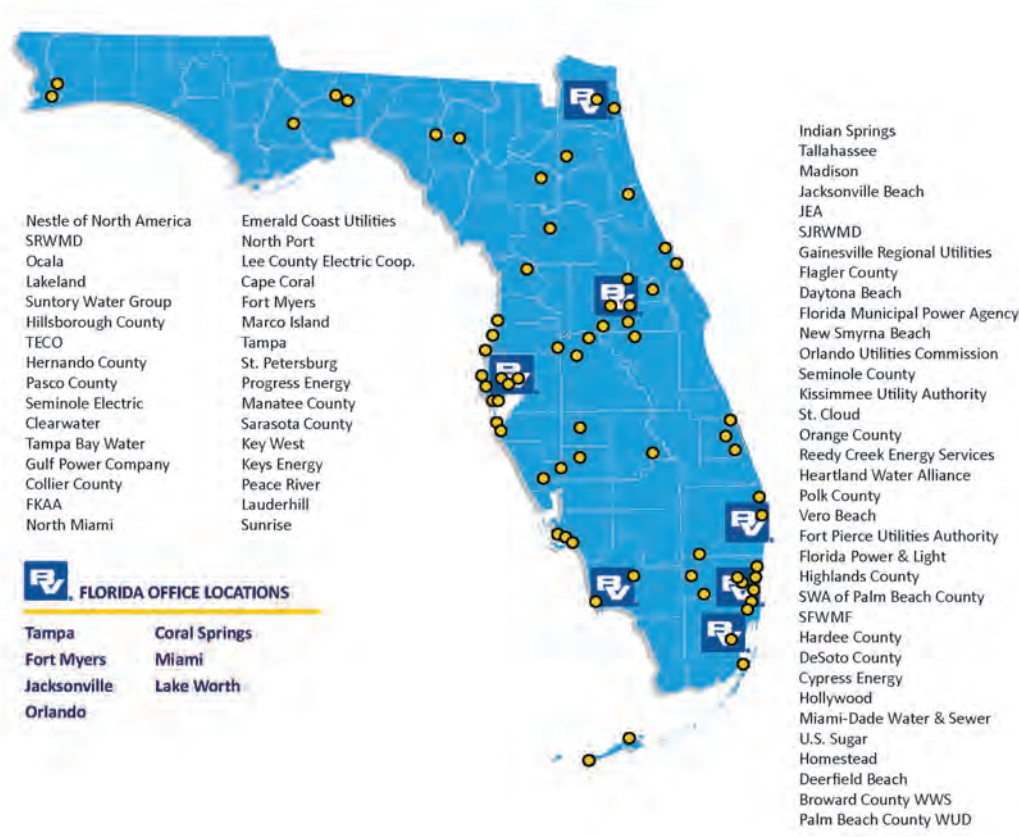 Nestle of North America
SRWMD
Ocala
Lakeland
Suntory Water Group
Hillsborough County
TECO
Hernando County
Pasco County
Seminole Electric
Clearwater
Tampa Bay Water
Gulf Power Company
Collier County
FKAA
North Miami
Emerald Coast Utilities
North Port
Lee County Electric Coop.
Cape Coral
Fort Myers
Marco Island
Tampa
St. Petersburg
Progress Energy
Manatee County
Sarasota County
Key West
Keys Energy
Peace River
Lauderhill
Sunrise
BV
BV
BV
BV
BV
BV
BV
Indian Springs
Tallahassee
Madison
Jacksonville Beach
JEA
SJRWMD
Gainesville Regional Utilities
Flagler County
Daytona Beach
Florida Municipal Power Agency
New Smyrna Beach
Orlando Utilities Commission
Seminole County
Kissimmee Utility Authority
St. Cloud
Orange County
Reedy Creek Energy Services
Heartland Water Alliance
Polk County
Vero Beach
Fort Pierce Utilities Authority
Florida Power & Light
Highlands County
SWA of Palm Beach County
SFWMF
Hardee County
DeSoto County
Cypress Energy
Hollywood
Miami-Dade Water & Sewer
U.S. Sugar
Homestead
Deerfield Beach
Broward County WWS
Palm Beach County WUD
BV FLORIDA OFFICE LOCATIONS
Tampa
Fort Myers
Jacksonville
Orlando
Coral Springs
Miami
Lake Worth